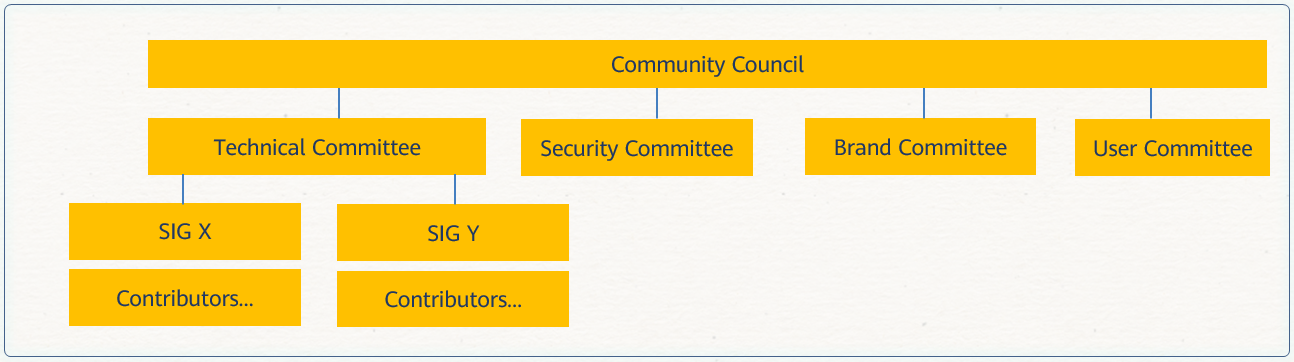 Community Council
Technical Committee
Security Committee
Brand Committee
User Committee
SIG X
SIG Y
Contributors...
Contributors...